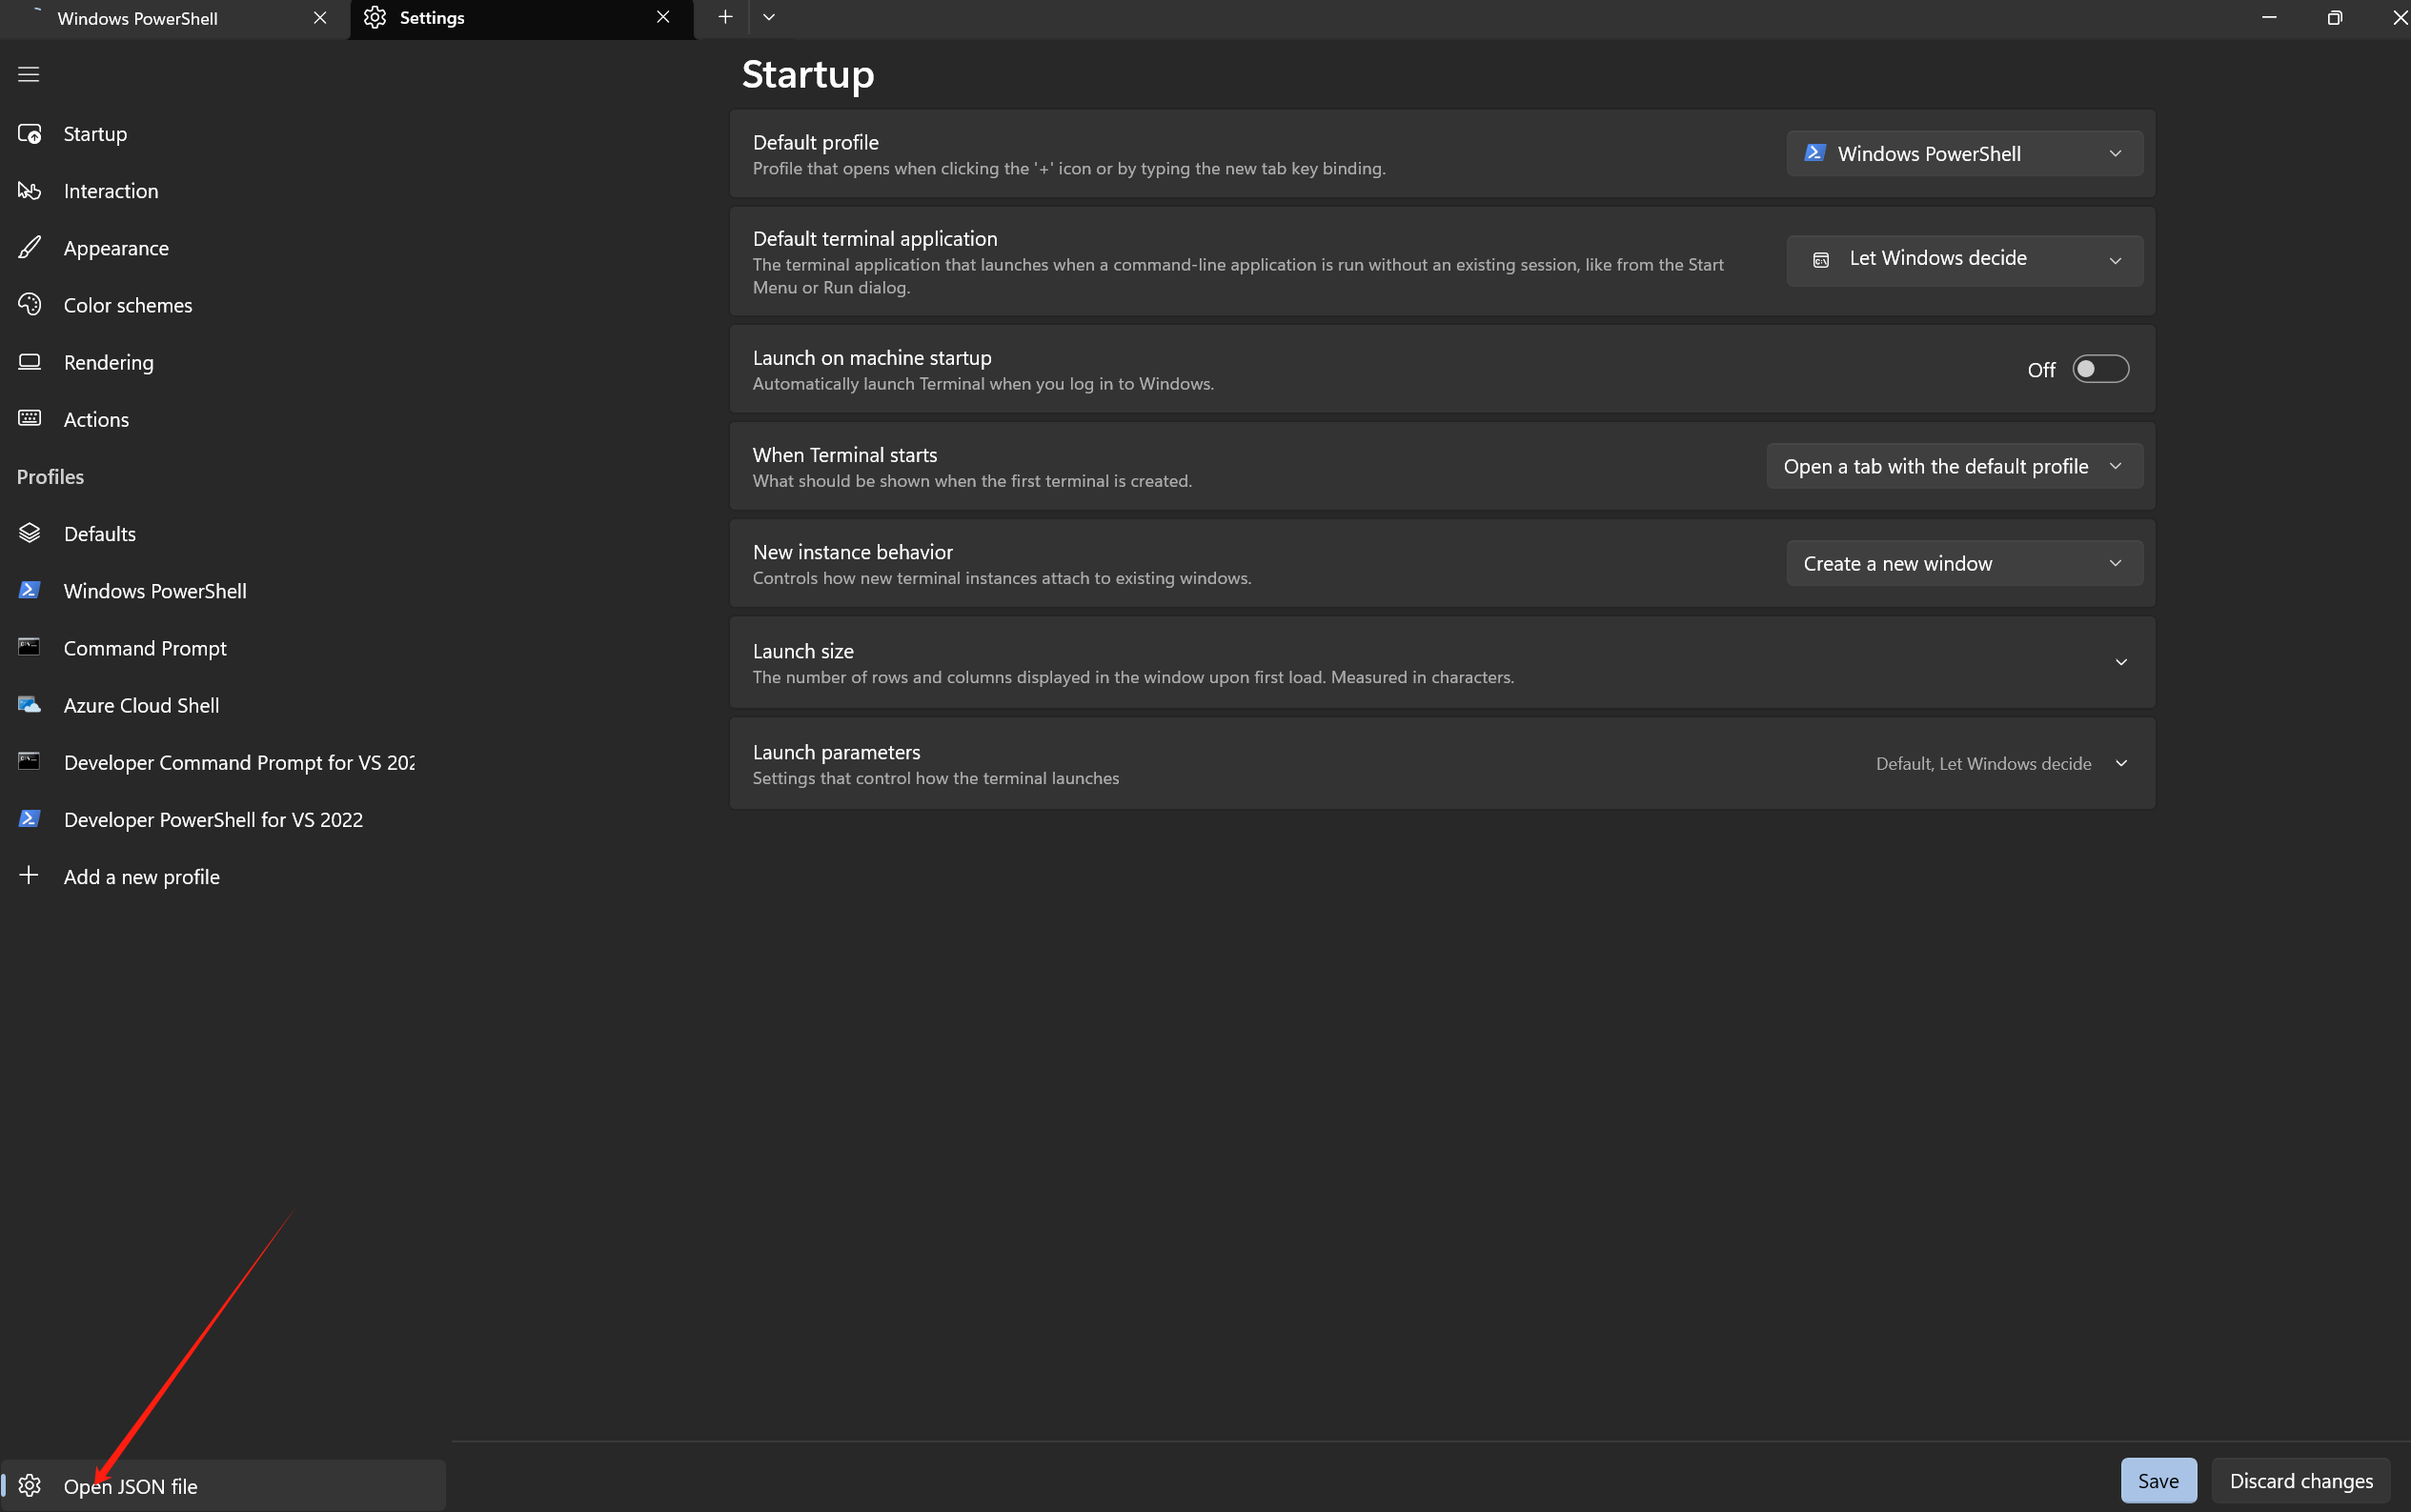 Windows PowerShell
Settings
Startup
Startup
Interaction
Appearance
Color schemes
Rendering
Actions
Profiles
Defaults
Windows PowerShell
Command Prompt
Azure Cloud Shell
Developer Command Prompt for VS 202
Developer PowerShell for VS 2022
Add a new profile
Open JSON file
Default profile
Profile that opens when clicking the '+' icon or by typing the new tab key binding.
Windows PowerShell
Default terminal application
The terminal application that launches when a command-line application is run without an existing session, like from the Start
Menu or Run dialog.
Let Windows decide
Launch on machine startup
Automatically launch Terminal when you log in to Windows.
Off
When Terminal starts
What should be shown when the first terminal is created.
Open a tab with the default profile
New instance behavior
Controls how new terminal instances attach to existing windows.
Create a new window
Launch size
The number of rows and columns displayed in the window upon first load. Measured in characters.
Launch parameters
Settings that control how the terminal launches
Default, Let Windows decide
Save
Discard changes